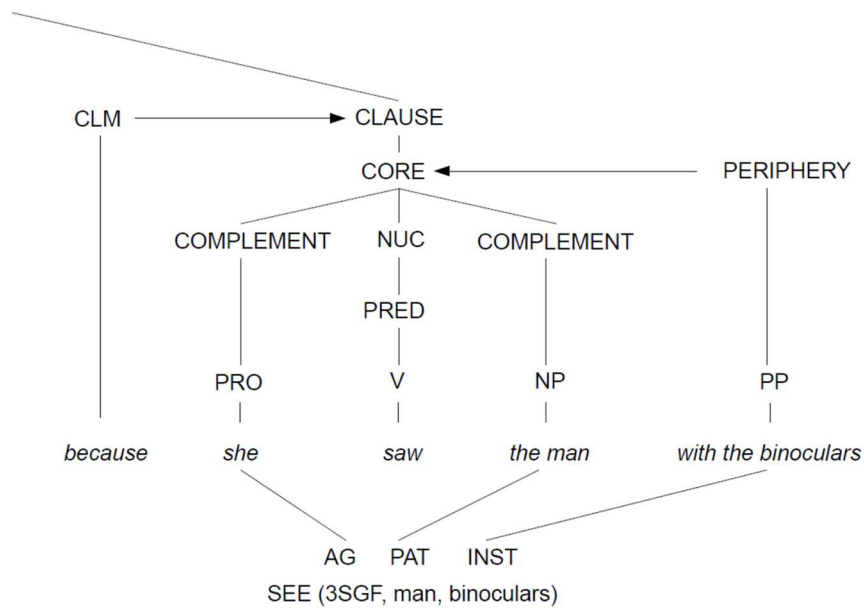 CLM CLAUSE
CORE PERIPHERY
COMPLEMENT NUC COMPLEMENT
PRED
PRO V NP PP
because she saw the man with the binoculars
AG PAT INST
SEE (3SGF, man, binoculars)